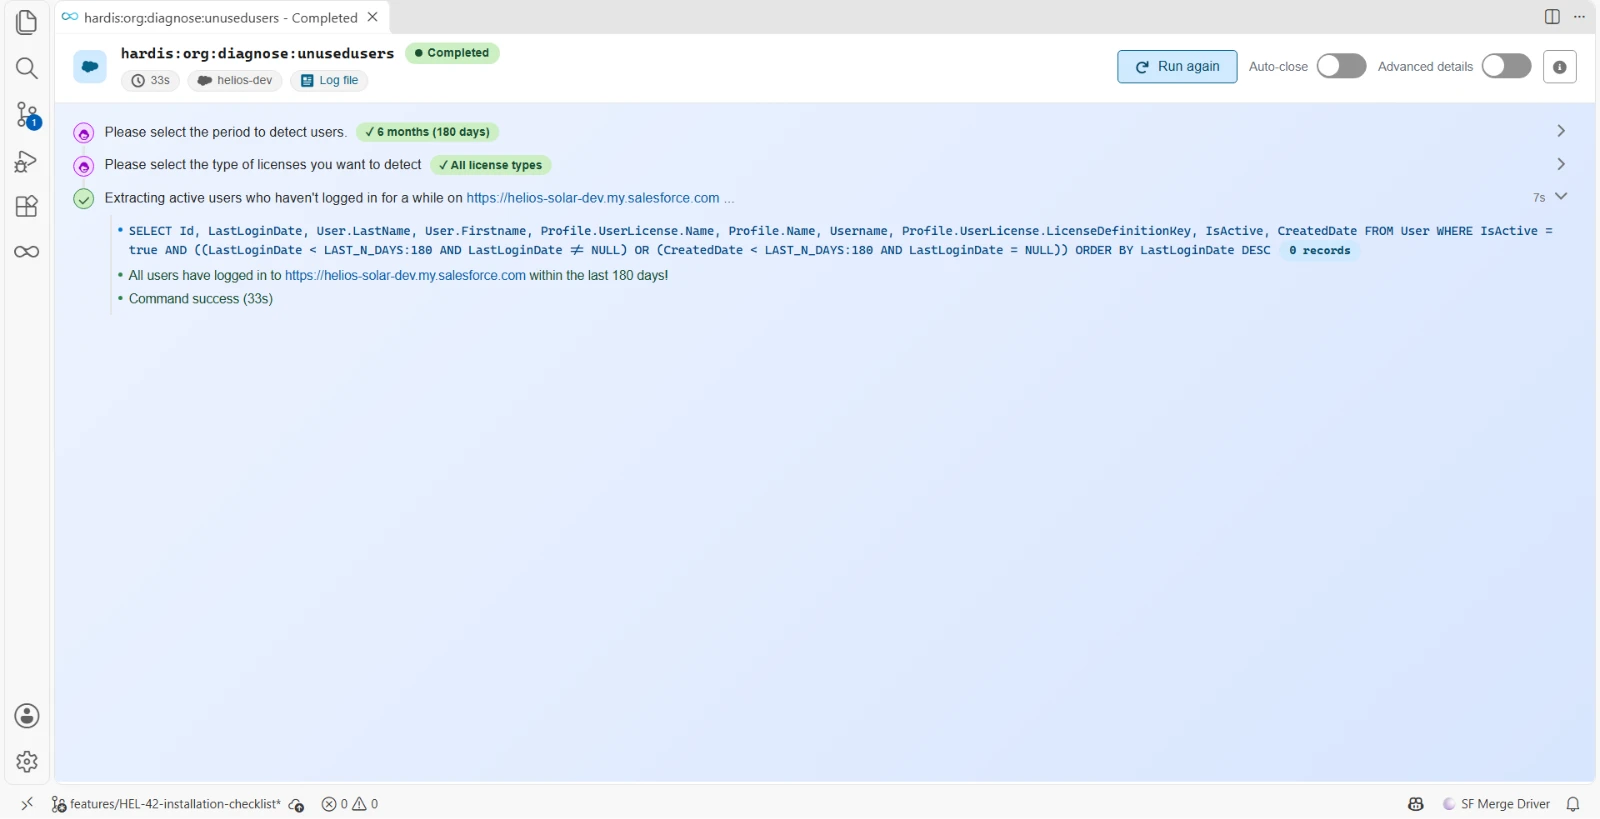 hardis:org:diagnose:unusedusers - Completed
hardis:org:diagnose:unusedusers
Completed
33s
helios-dev
Log file
Run again
Auto-close
Advanced details
1
Please select the period to detect users.
✓ 6 months (180 days)
Please select the type of licenses you want to detect
✓ All license types
Extracting active users who haven't logged in for a while on https://helios-solar-dev.my.salesforce.com ...
7s
• SELECT Id, LastLoginDate, User.LastName, User.Firstname, Profile.UserLicense.Name, Profile.Name, Username, Profile.UserLicense.LicenseDefinitionKey, IsActive, CreatedDate FROM User WHERE IsActive =
true AND ((LastLoginDate < LAST_N_DAYS:180 AND LastLoginDate ≠ NULL) OR (CreatedDate < LAST_N_DAYS:180 AND LastLoginDate = NULL)) ORDER BY LastLoginDate DESC 0 records
• All users have logged in to https://helios-solar-dev.my.salesforce.com within the last 180 days!
• Command success (33s)
features/HEL-42-installation-checklist*
0
0
SF Merge Driver